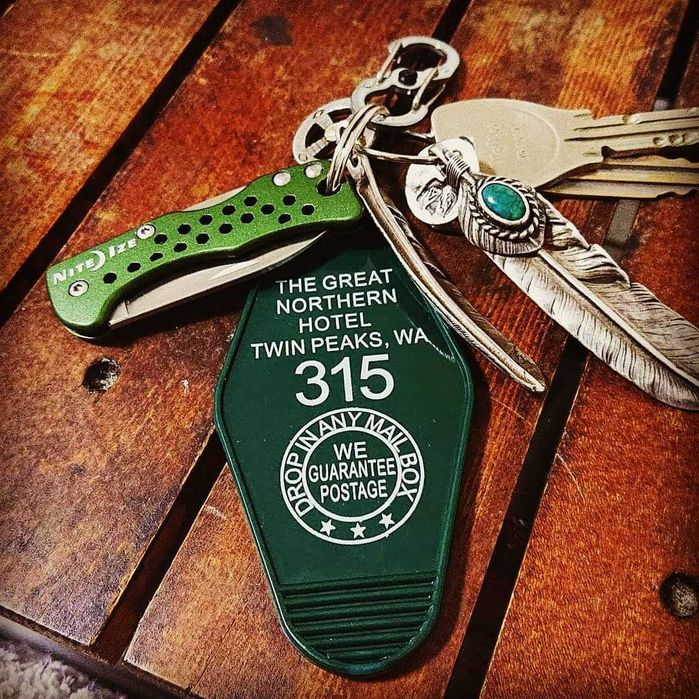 NITE IZE
THE GREAT
NORTHERN
HOTEL
TWIN PEAKS, WA
315
DROP IN ANY MAIL BOX
WE
GUARANTEE
POSTAGE